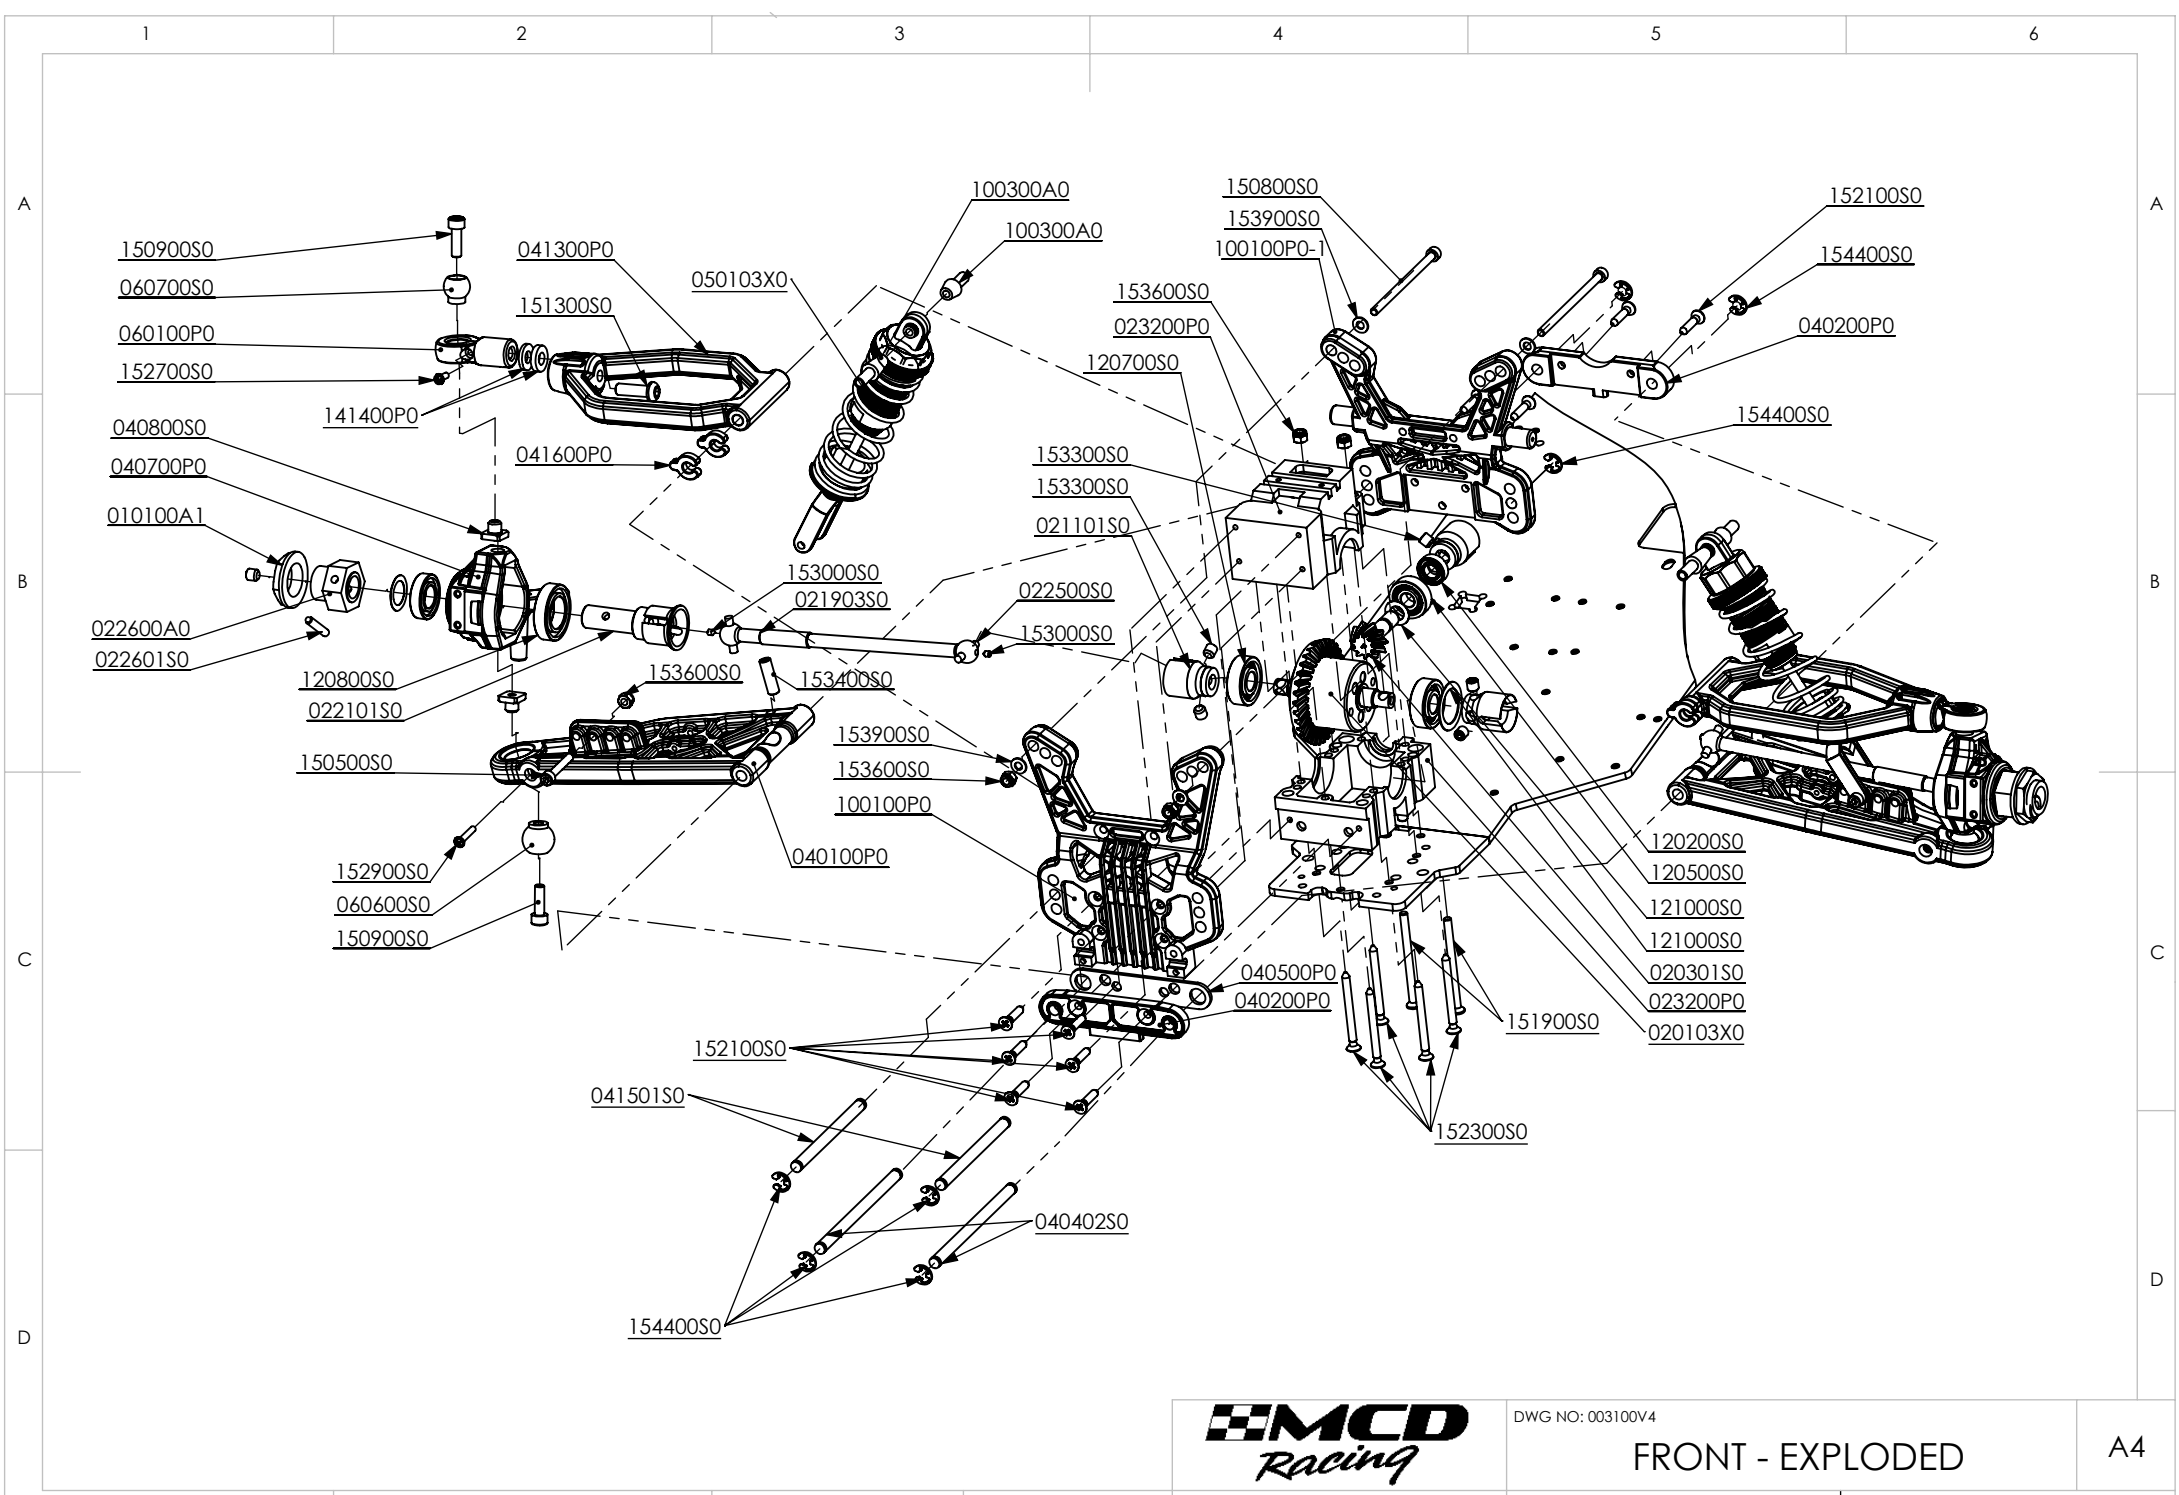 1 2 3 4 5 6
A A
B B
C C
D D
150900S0
060700S0
060100P0
152700S0
141400P0
040800S0
040700P0
010100A1
022600A0
022601S0
120800S0
022101S0
041300P0
151300S0
041600P0
050103X0
100300A0
100300A0
153000S0
021903S0
022500S0
153000S0
153600S0
153400S0
150500S0
152900S0
060600S0
150900S0
040100P0
153900S0
153600S0
100100P0
150800S0
153900S0
100100P0-1
153600S0
023200P0
120700S0
153300S0
153300S0
021101S0
152100S0
154400S0
040200P0
154400S0
120200S0
120500S0
121000S0
121000S0
020301S0
023200P0
020103X0
040500P0
040200P0
151900S0
152300S0
152100S0
041501S0
040402S0
154400S0
MCD
Racing
DWG NO: 003100V4
FRONT - EXPLODED
A4